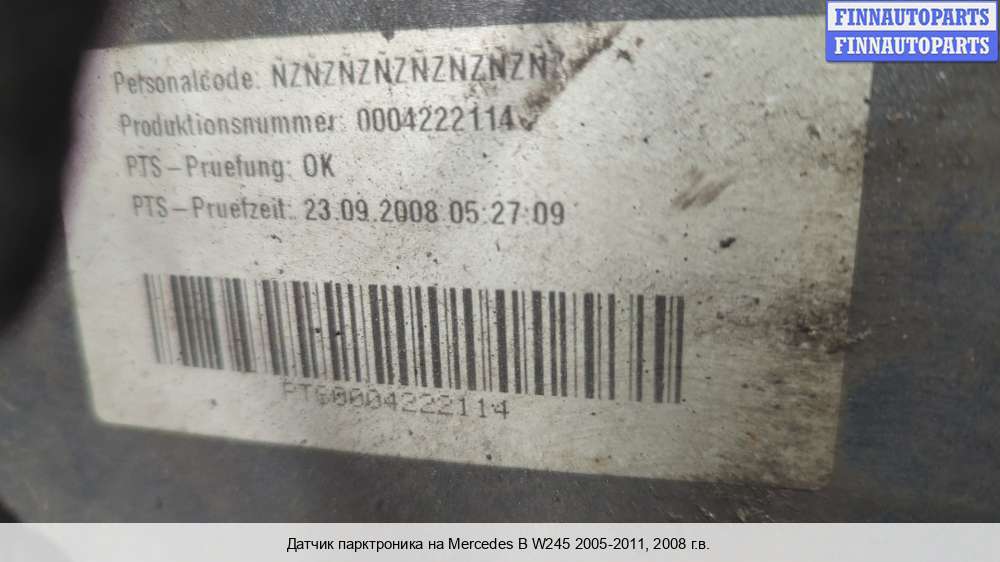 FINNAUTOPARTS
FINNAUTOPARTS
Personalcode: ÑZÑZÑZÑZÑZÑZÑZÑ
Produktionsnummer: 0004222114
PTS-Pruefung: OK
PTS-Pruefzeit: 23.09.2008 05:27:09
PTS0004222114
Датчик парктроника на Mercedes B W245 2005-2011, 2008 г.в.